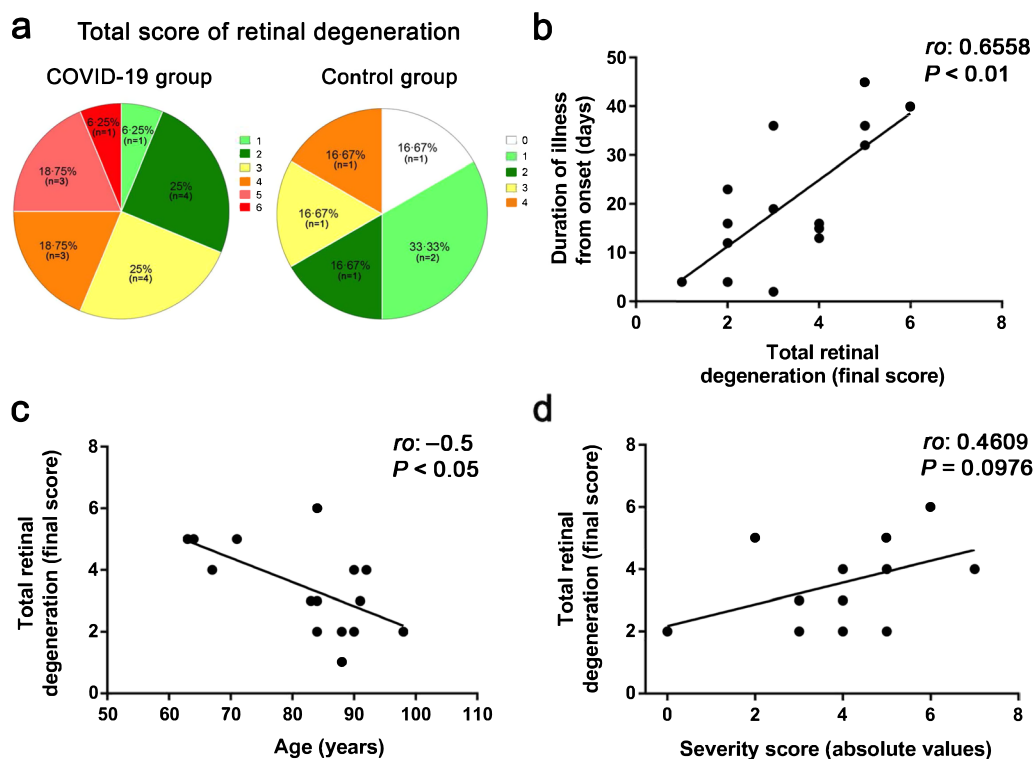 a
Total score of retinal degeneration
COVID-19 group
Control group
6·25%
(n=1)
6·25%
(n=1)
25%
(n=4)
25%
(n=4)
18·75%
(n=3)
18·75%
(n=3)
1
2
3
4
5
6
16·67%
(n=1)
16·67%
(n=1)
33·33%
(n=2)
16·67%
(n=1)
16·67%
(n=1)
0
1
2
3
4
b
ro: 0.6558
P < 0.01
Duration of illness
from onset (days)
50
40
30
20
10
0
0 2 4 6 8
Total retinal
degeneration (final score)
c
ro: –0.5
P < 0.05
Total retinal
degeneration (final score)
8
6
4
2
0
50 60 70 80 90 100 110
Age (years)
d
ro: 0.4609
P = 0.0976
Total retinal
degeneration (final score)
8
6
4
2
0
0 2 4 6 8
Severity score (absolute values)